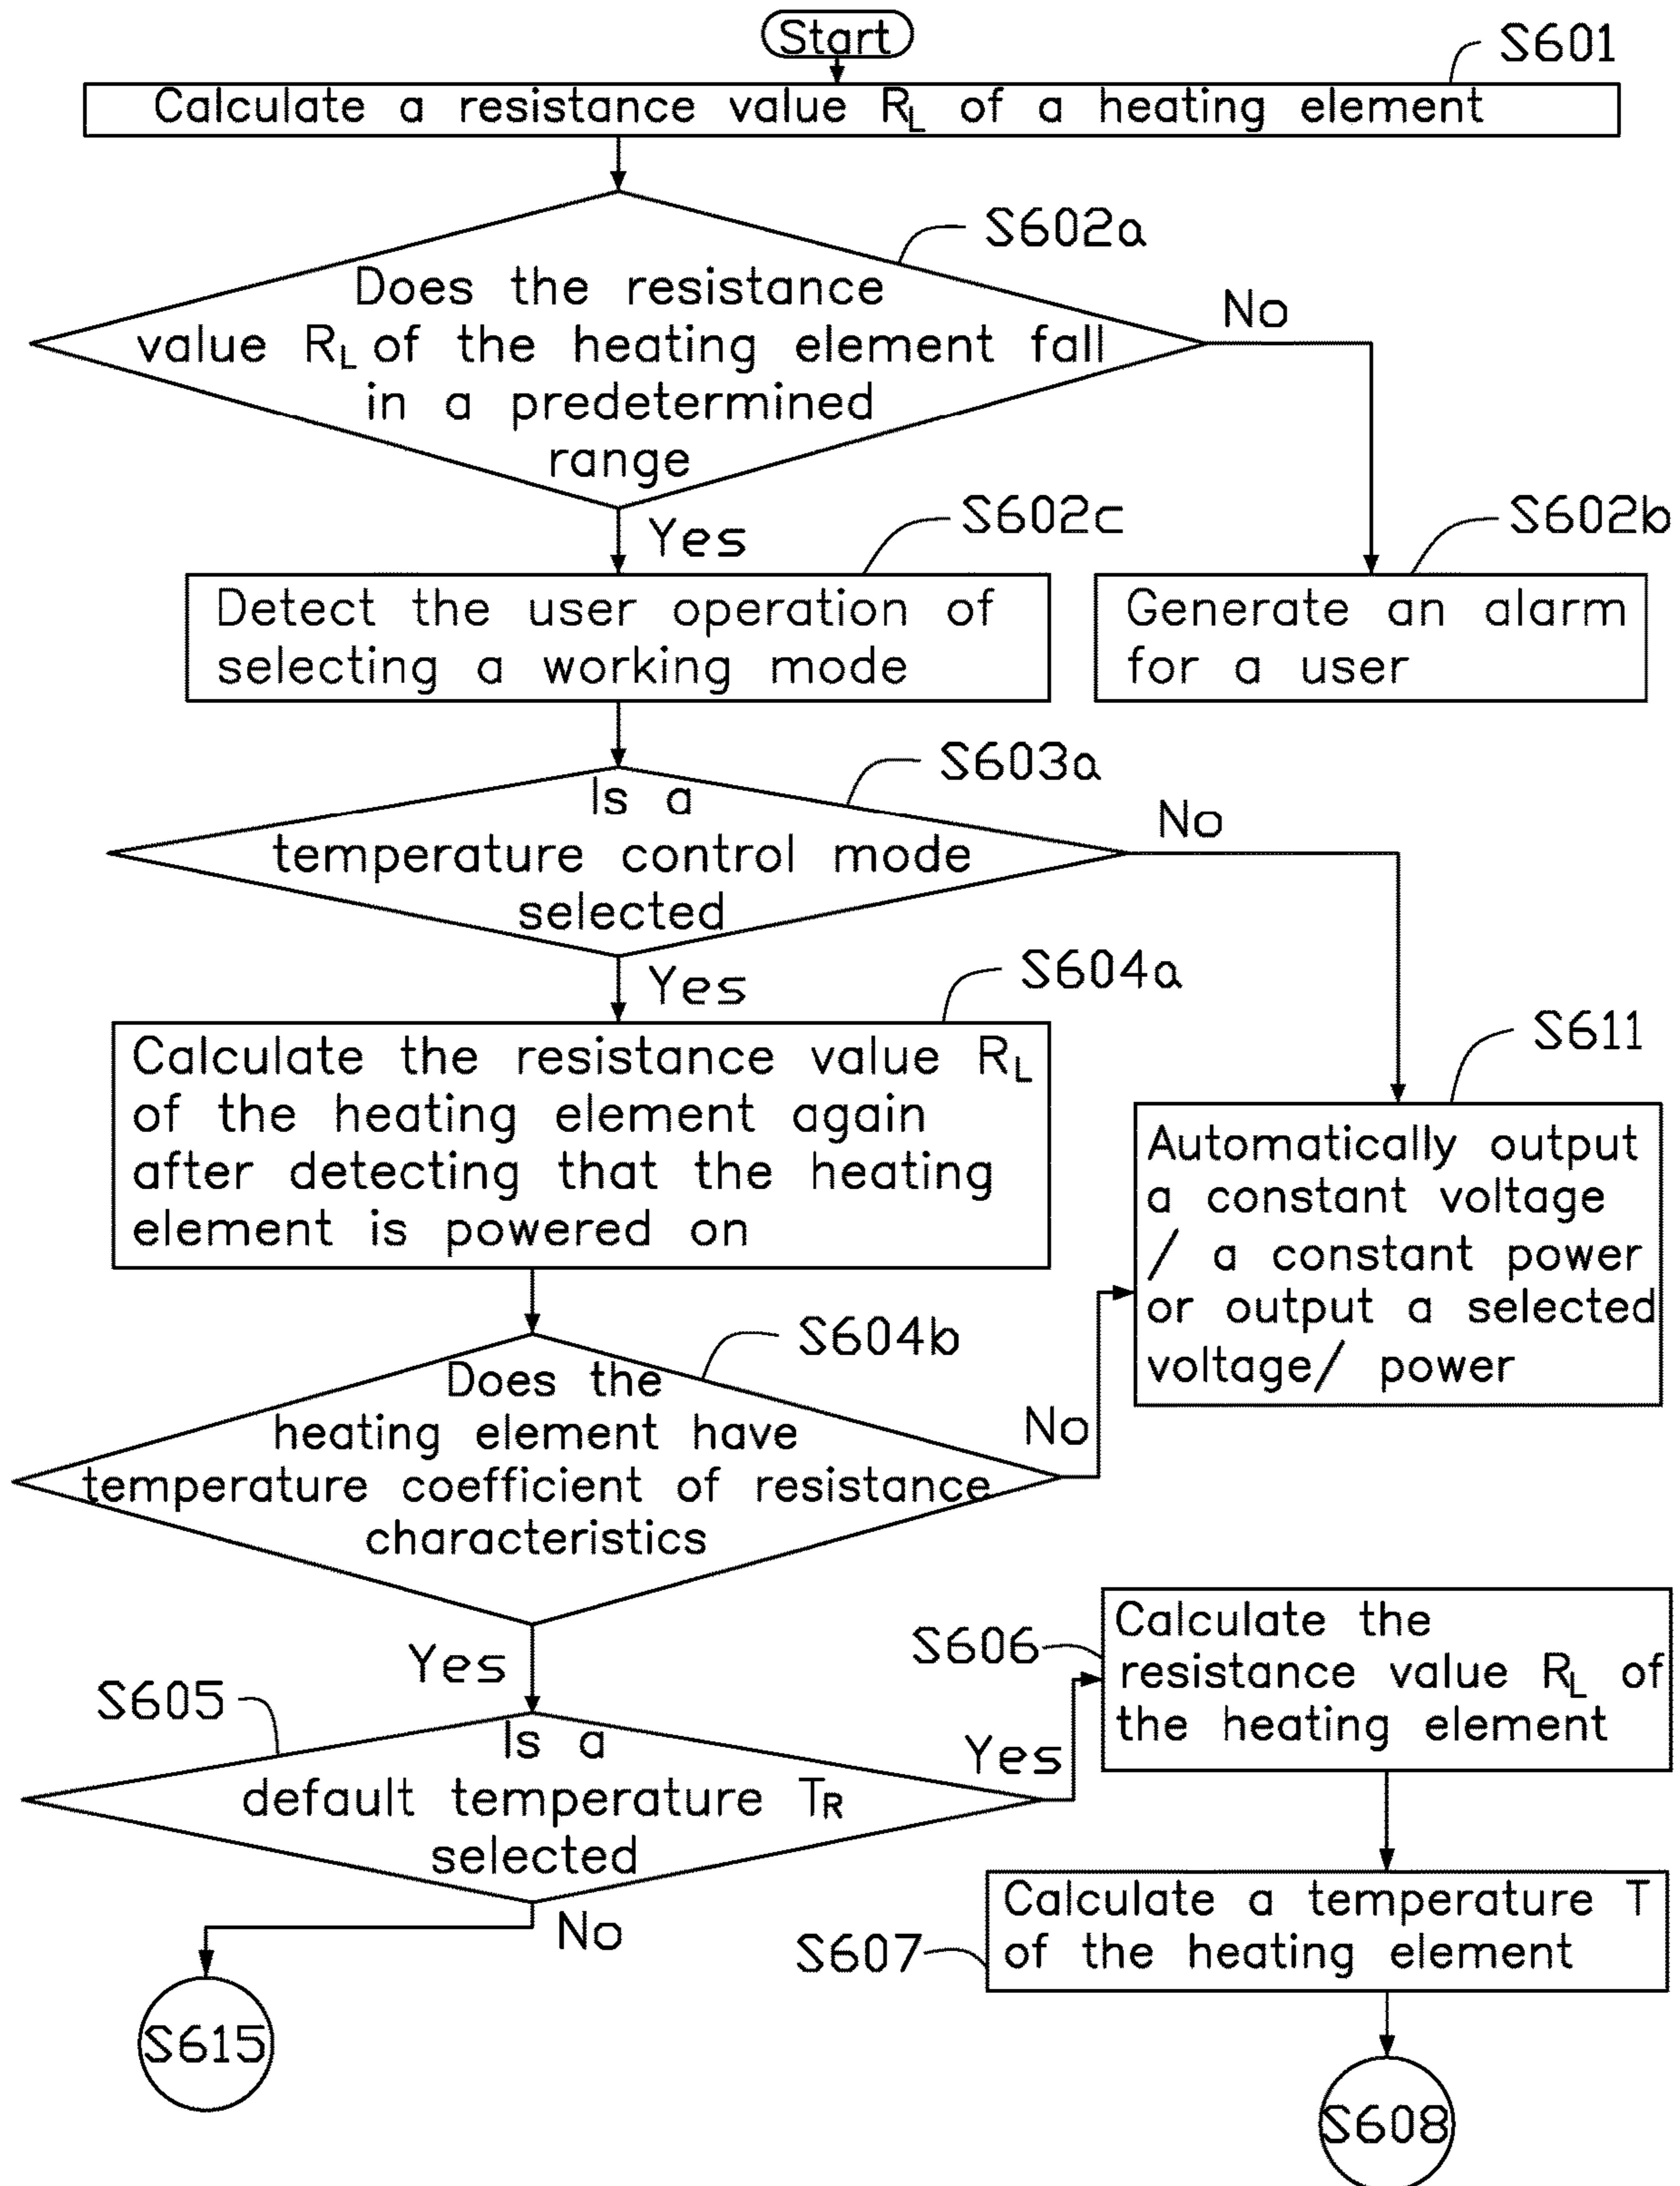 Start
S601
Calculate a resistance value RL of a heating element
S602a
Does the resistance
value RL of the heating element fall
in a predetermined
range
No
Yes
S602c
S602b
Detect the user operation of
selecting a working mode
Generate an alarm
for a user
S603a
Is a
temperature control mode
selected
No
Yes
S604a
Calculate the resistance value RL
of the heating element again
after detecting that the heating
element is powered on
S611
Automatically output
a constant voltage
/ a constant power
or output a selected
voltage/ power
S604b
Does the
heating element have
temperature coefficient of resistance
characteristics
No
Yes
S605
Is a
default temperature TR
selected
Yes
No
S606
Calculate the
resistance value RL of
the heating element
S607
Calculate a temperature T
of the heating element
S615
S608